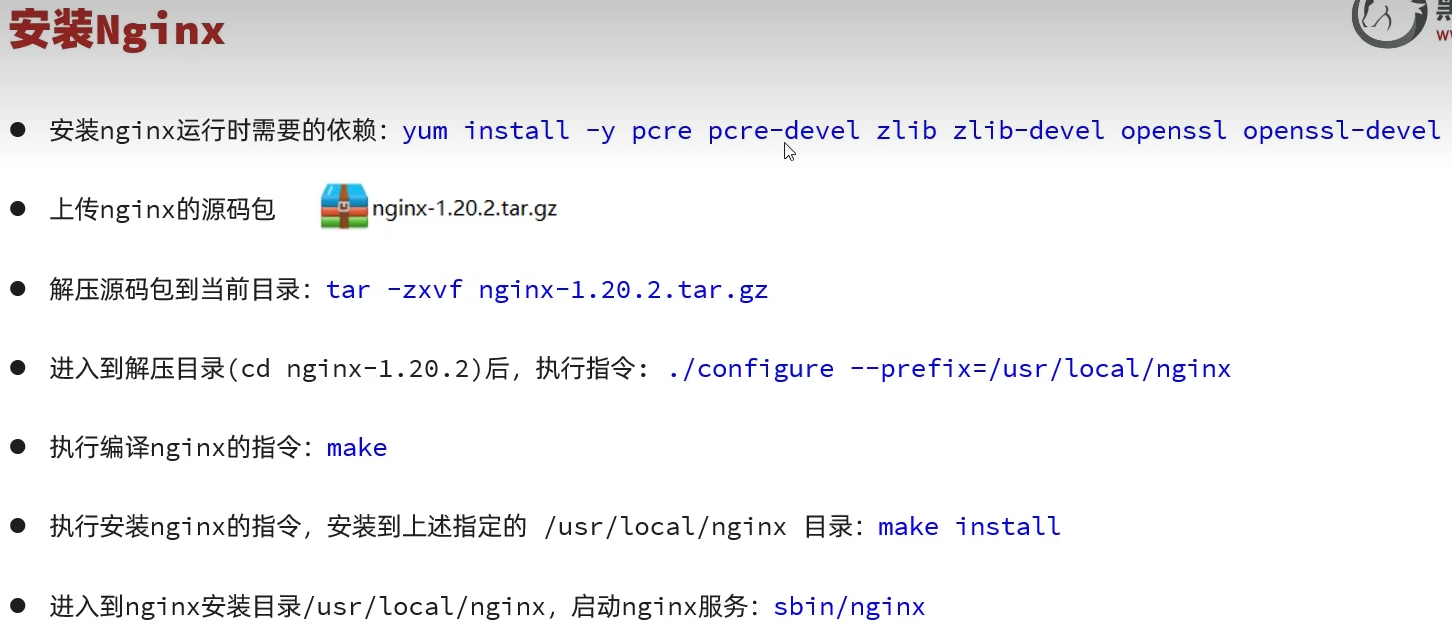 安装Nginx
安装nginx运行时需要的依赖：yum install -y pcre pcre-devel zlib zlib-devel openssl openssl-devel
上传nginx的源码包 nginx-1.20.2.tar.gz
解压源码包到当前目录：tar -zxvf nginx-1.20.2.tar.gz
进入到解压目录(cd nginx-1.20.2)后，执行指令: ./configure --prefix=/usr/local/nginx
执行编译nginx的指令：make
执行安装nginx的指令，安装到上述指定的 /usr/local/nginx 目录：make install
进入到nginx安装目录/usr/local/nginx，启动nginx服务：sbin/nginx